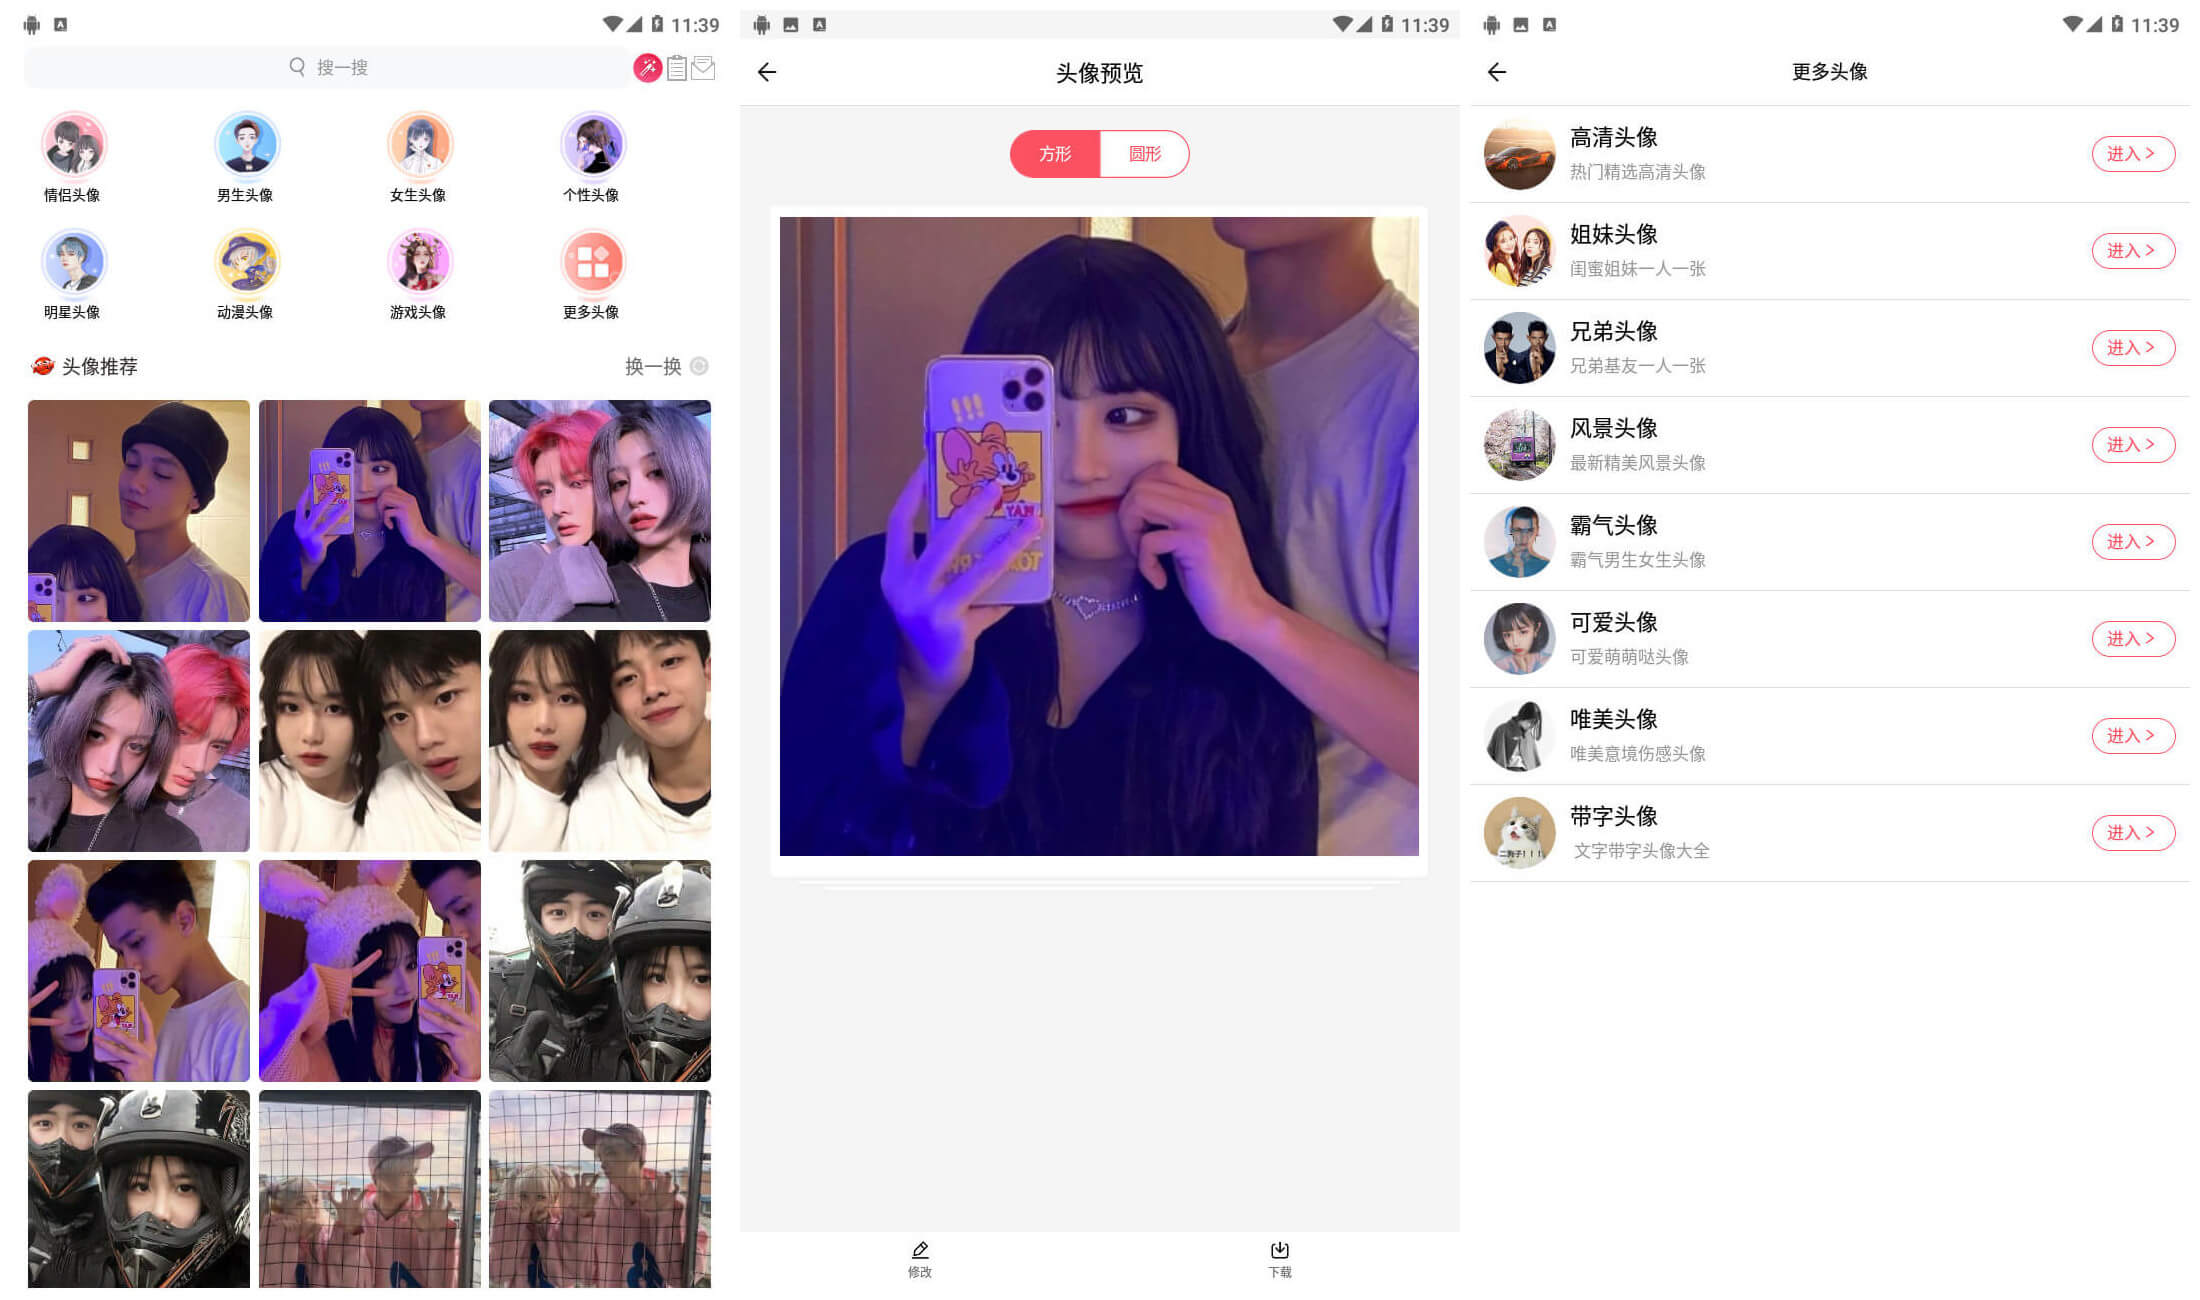 11:39
搜一搜
情侣头像
男生头像
女生头像
个性头像
明星头像
动漫头像
游戏头像
更多头像
头像推荐
换一换
11:39
头像预览
方形
圆形
!!!
修改
下载
11:39
更多头像
高清头像
热门精选高清头像
进入 >
姐妹头像
闺蜜姐妹一人一张
进入 >
兄弟头像
兄弟基友一人一张
进入 >
风景头像
最新精美风景头像
进入 >
霸气头像
霸气男生女生头像
进入 >
可爱头像
可爱萌萌哒头像
进入 >
唯美头像
唯美意境伤感头像
进入 >
带字头像
文字带字头像大全
进入 >